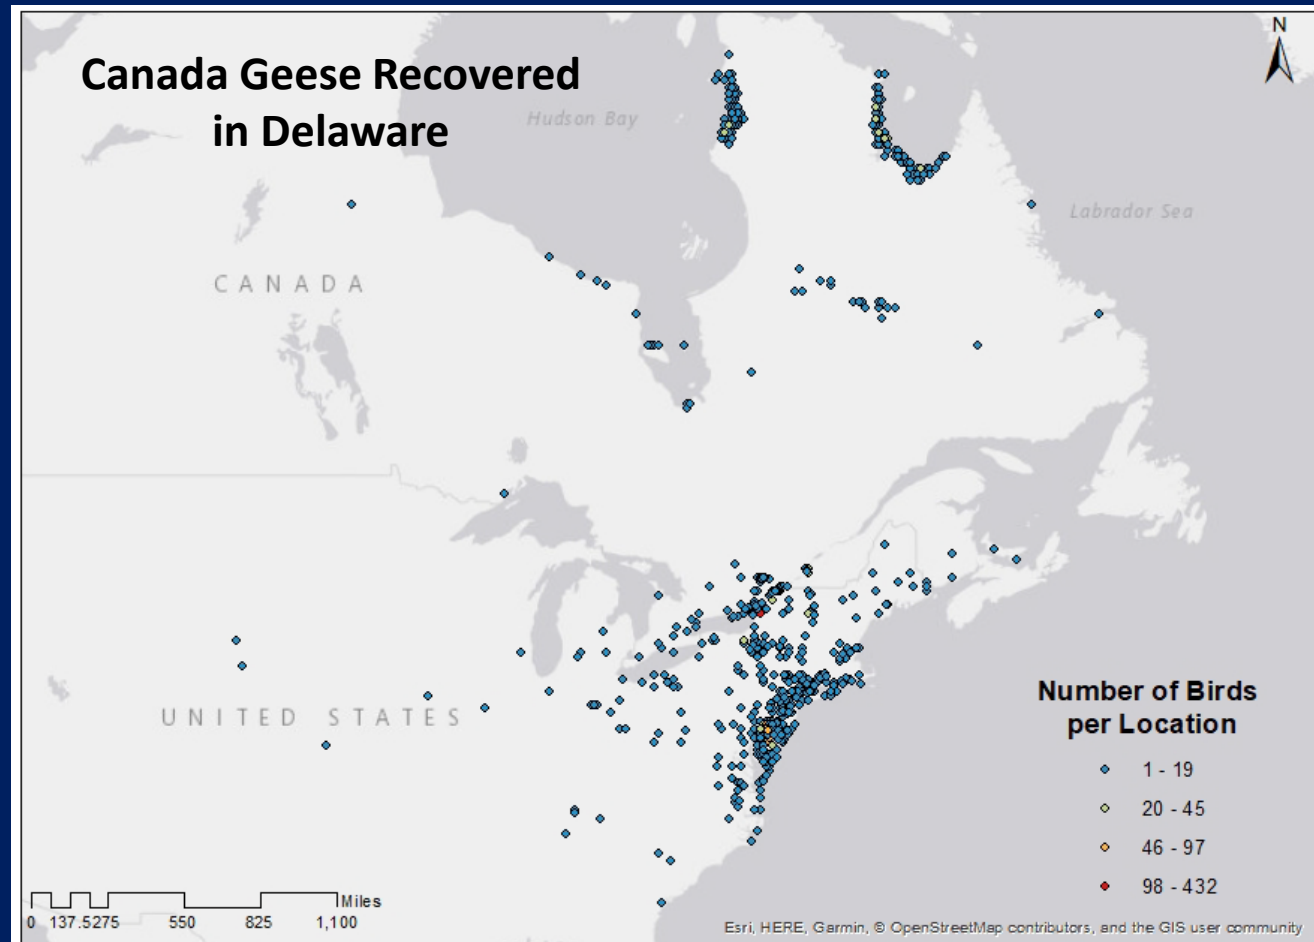 Canada Geese Recovered
in Delaware
N
Hudson Bay
Labrador Sea
CANADA
UNITED STATES
Number of Birds
per Location
1 - 19
20 - 45
46 - 97
98 - 432
Miles
0 137.5275 550 825 1,100
Esri, HERE, Garmin, © OpenStreetMap contributors, and the GIS user community